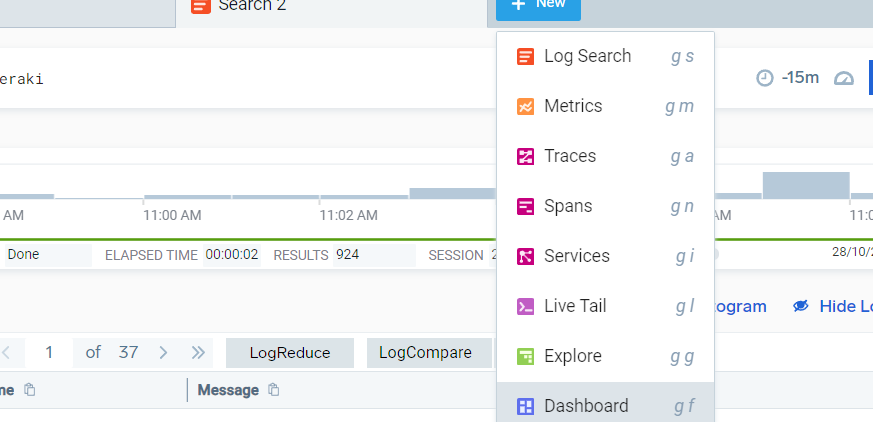 Search 2
New
eraki
-15m
Log Search g s
Metrics g m
Traces g a
Spans g n
Services g i
Live Tail g l
Explore g g
Dashboard g f
AM 11:00 AM 11:02 AM AM 11:0
Done ELAPSED TIME 00:00:02 RESULTS 924 SESSION 2 28/10/2
ogram Hide Lo
1 of 37 LogReduce LogCompare
ne Message